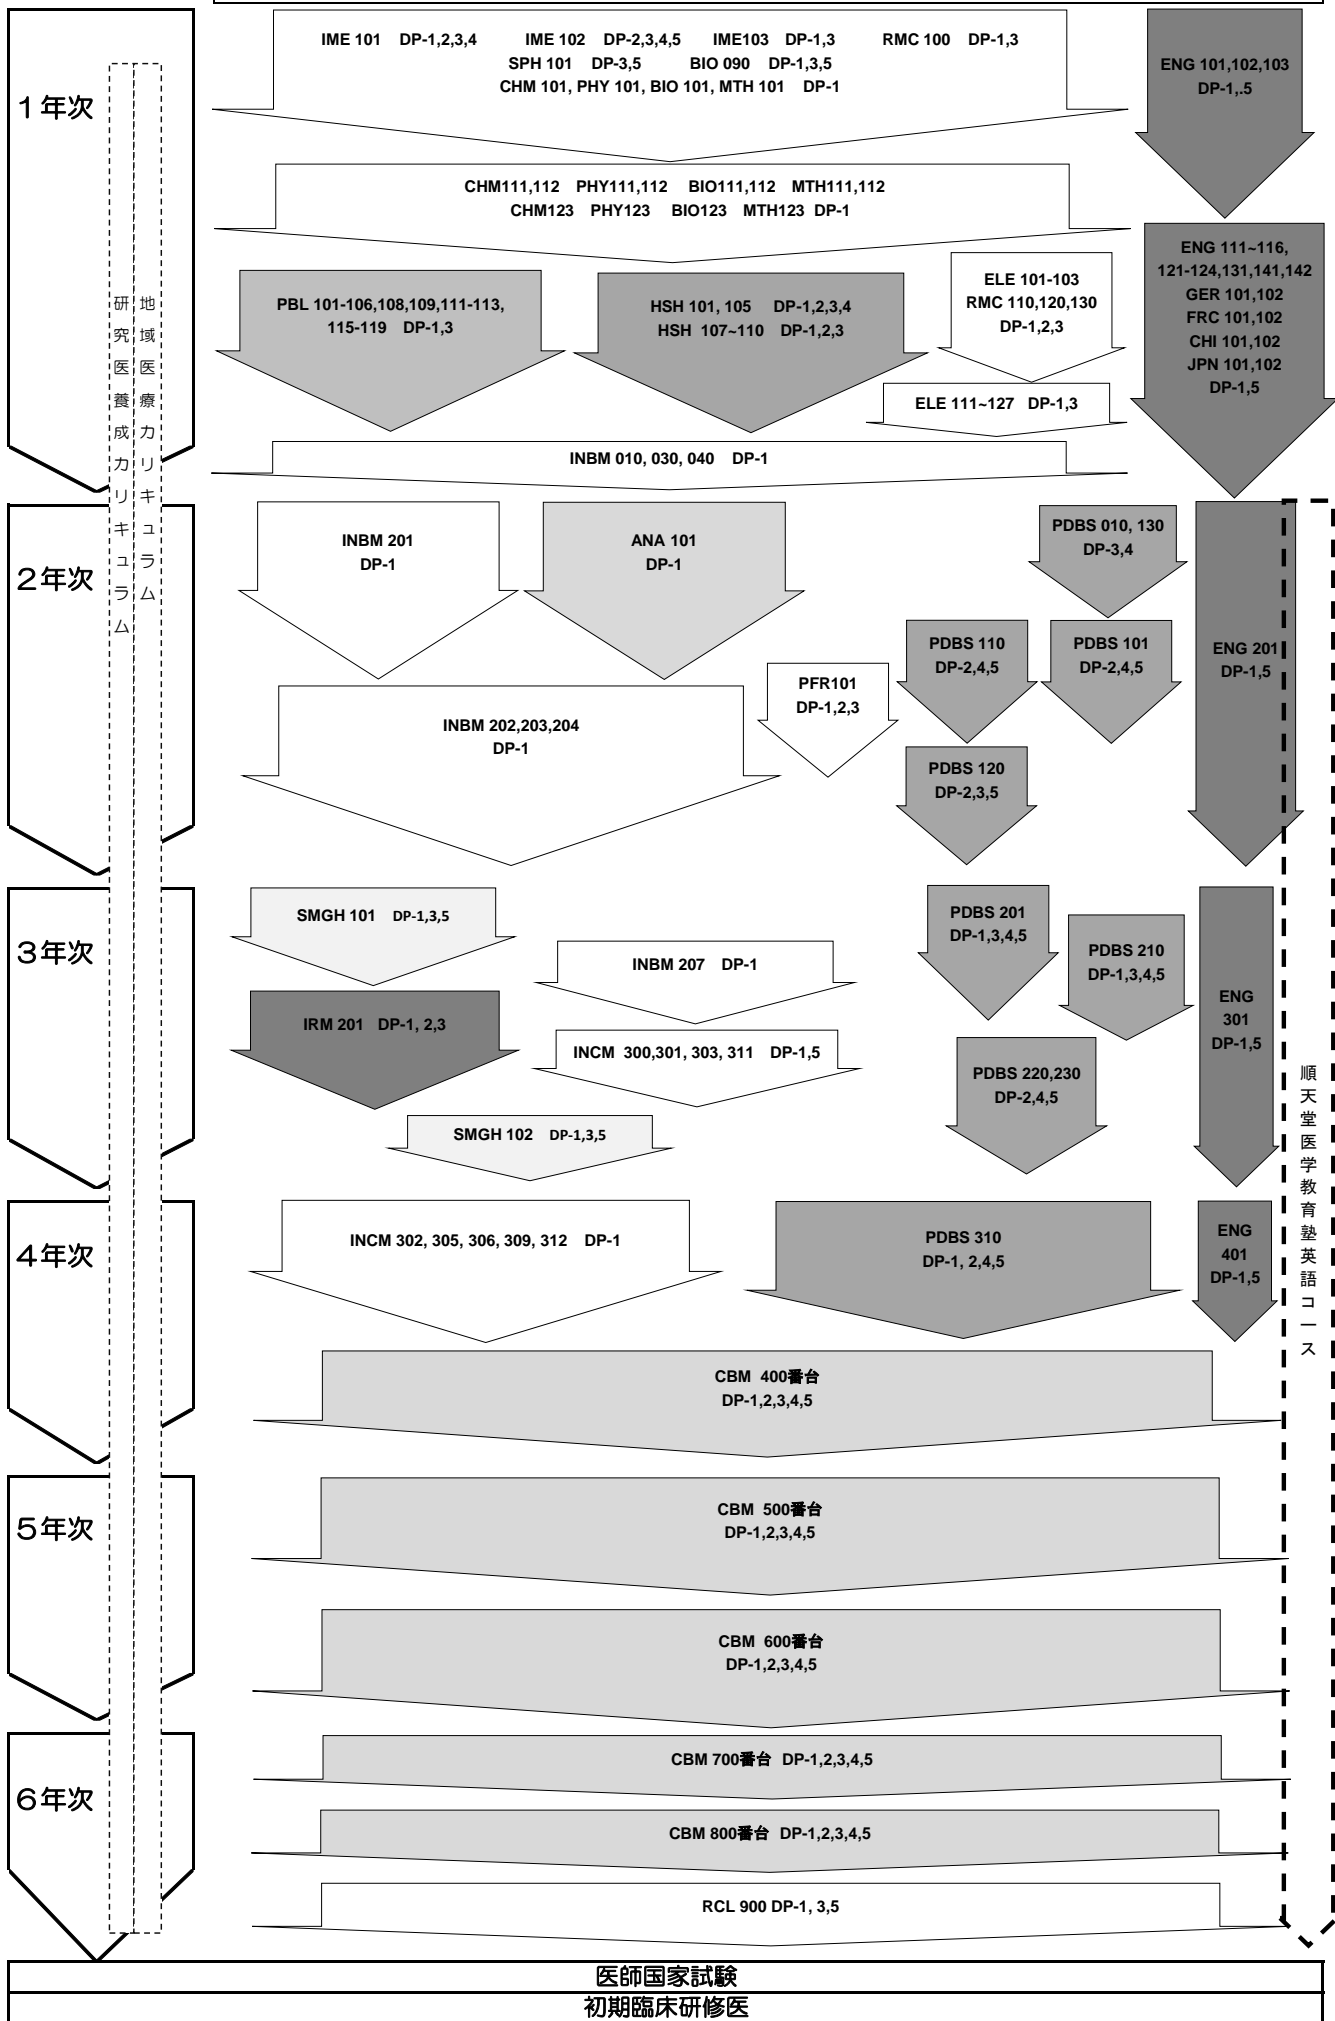 1年次
IME 101 DP-1,2,3,4 IME 102 DP-2,3,4,5 IME103 DP-1,3 RMC 100 DP-1,3
SPH 101 DP-3,5 BIO 090 DP-1,3,5
CHM 101, PHY 101, BIO 101, MTH 101 DP-1
ENG 101,102,103
DP-1,.5
CHM111,112 PHY111,112 BIO111,112 MTH111,112
CHM123 PHY123 BIO123 MTH123 DP-1
ENG 111~116,
121-124,131,141,142
GER 101,102
FRC 101,102
CHI 101,102
JPN 101,102
DP-1,5
PBL 101-106,108,109,111-113,
115-119 DP-1,3
HSH 101, 105 DP-1,2,3,4
HSH 107~110 DP-1,2,3
ELE 101-103
RMC 110,120,130
DP-1,2,3
ELE 111~127 DP-1,3
INBM 010, 030, 040 DP-1
研究医養成カリキュラム
地域医療カリキュラム
2年次
INBM 201
DP-1
ANA 101
DP-1
PDBS 010, 130
DP-3,4
PDBS 110
DP-2,4,5
PDBS 101
DP-2,4,5
ENG 201
DP-1,5
PFR101
DP-1,2,3
INBM 202,203,204
DP-1
PDBS 120
DP-2,3,5
3年次
SMGH 101 DP-1,3,5
INBM 207 DP-1
PDBS 201
DP-1,3,4,5
PDBS 210
DP-1,3,4,5
ENG
301
DP-1,5
IRM 201 DP-1, 2,3
INCM 300,301, 303, 311 DP-1,5
PDBS 220,230
DP-2,4,5
SMGH 102 DP-1,3,5
順天堂医学教育塾英語コース
4年次
INCM 302, 305, 306, 309, 312 DP-1
PDBS 310
DP-1, 2,4,5
ENG
401
DP-1,5
CBM 400番台
DP-1,2,3,4,5
5年次
CBM 500番台
DP-1,2,3,4,5
CBM 600番台
DP-1,2,3,4,5
6年次
CBM 700番台 DP-1,2,3,4,5
CBM 800番台 DP-1,2,3,4,5
RCL 900 DP-1, 3,5
医師国家試験
初期臨床研修医